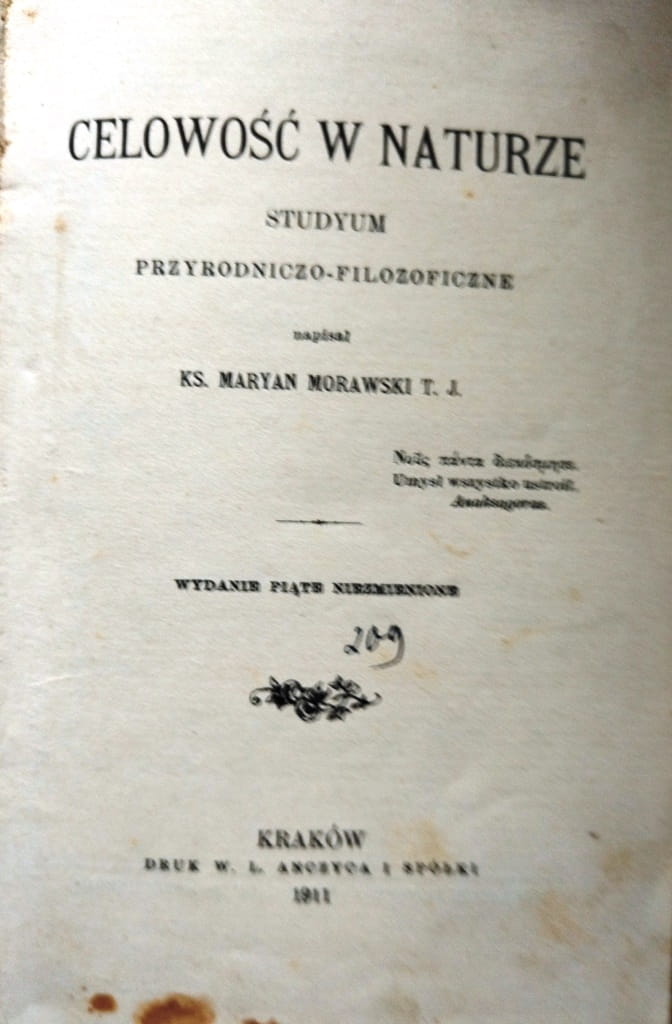 CELOWOŚĆ W NATURZE
STUDYUM
PRZYRODNICZO-FILOZOFICZNE
napisał
KS. MARYAN MORAWSKI T. J.
Umysł wszystko ustroił.
Anaksagoras.
WYDANIE PIĄTE NIEZMIENIONE
209
KRAKÓW
DRUK W. L. ANCZYCA I SPÓŁKI
1911